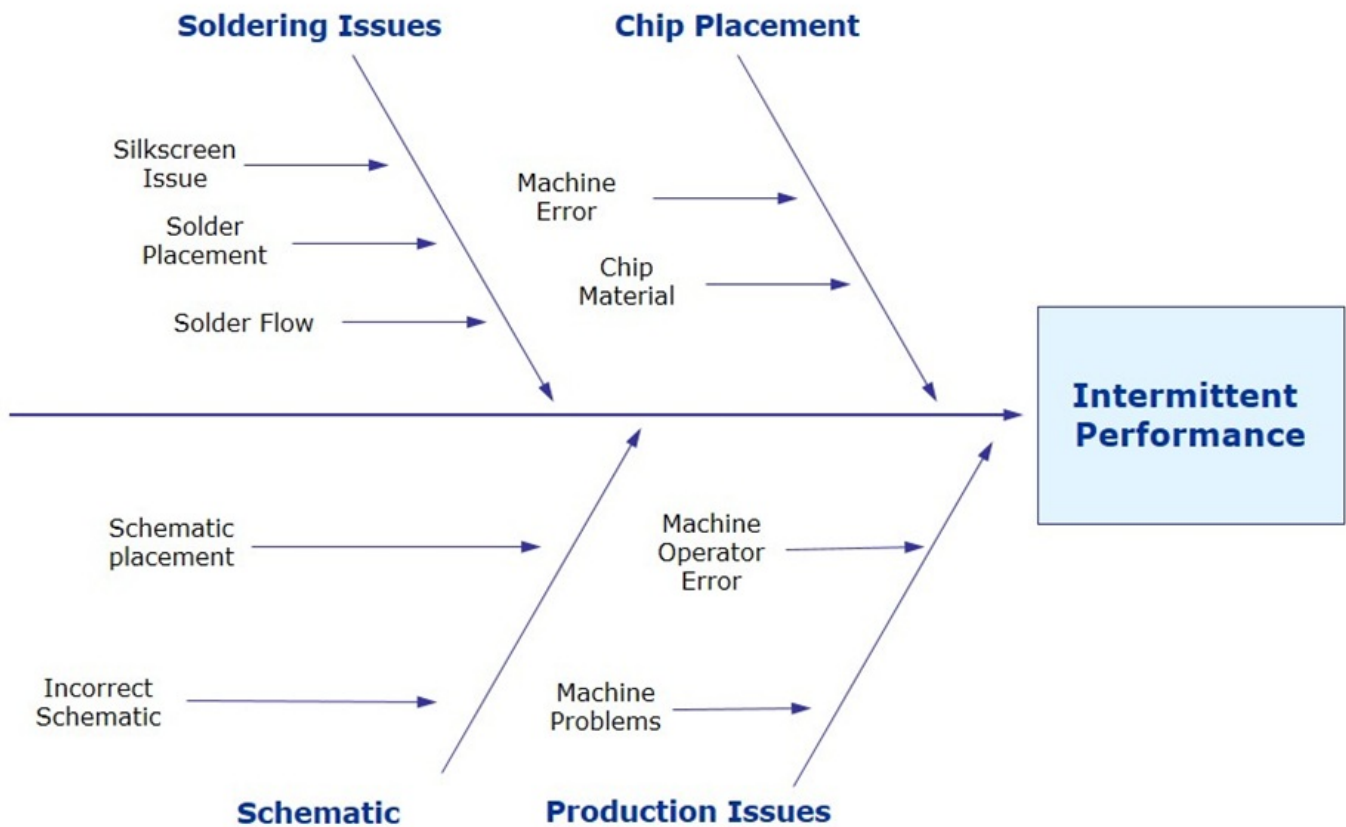 Soldering Issues
Chip Placement
Silkscreen
Issue
Solder
Placement
Solder Flow
Machine
Error
Chip
Material
Intermittent
Performance
Schematic
placement
Incorrect
Schematic
Machine
Operator
Error
Machine
Problems
Schematic
Production Issues